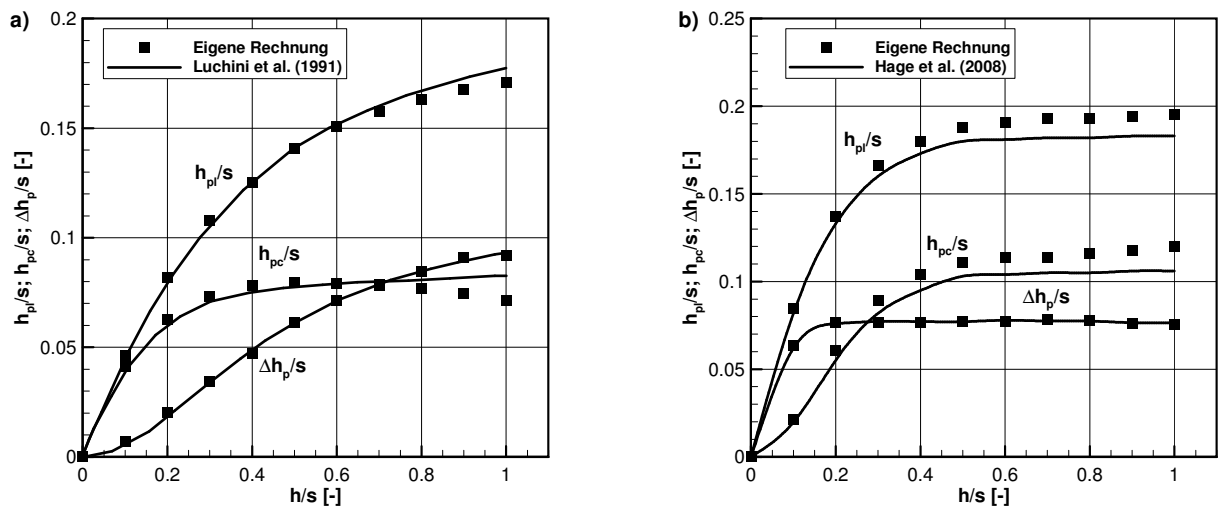 a)
0.2
0.15
0.1
0.05
0
h_pl/s; h_pc/s; Δh_p/s [-]
Eigene Rechnung
Luchini et al. (1991)
h_pl/s
h_pc/s
Δh_p/s
0 0.2 0.4 0.6 0.8 1
h/s [-]
b)
0.25
0.2
0.15
0.1
0.05
0
h_pl/s; h_pc/s; Δh_p/s [-]
Eigene Rechnung
Hage et al. (2008)
h_pl/s
h_pc/s
Δh_p/s
0 0.2 0.4 0.6 0.8 1
h/s [-]